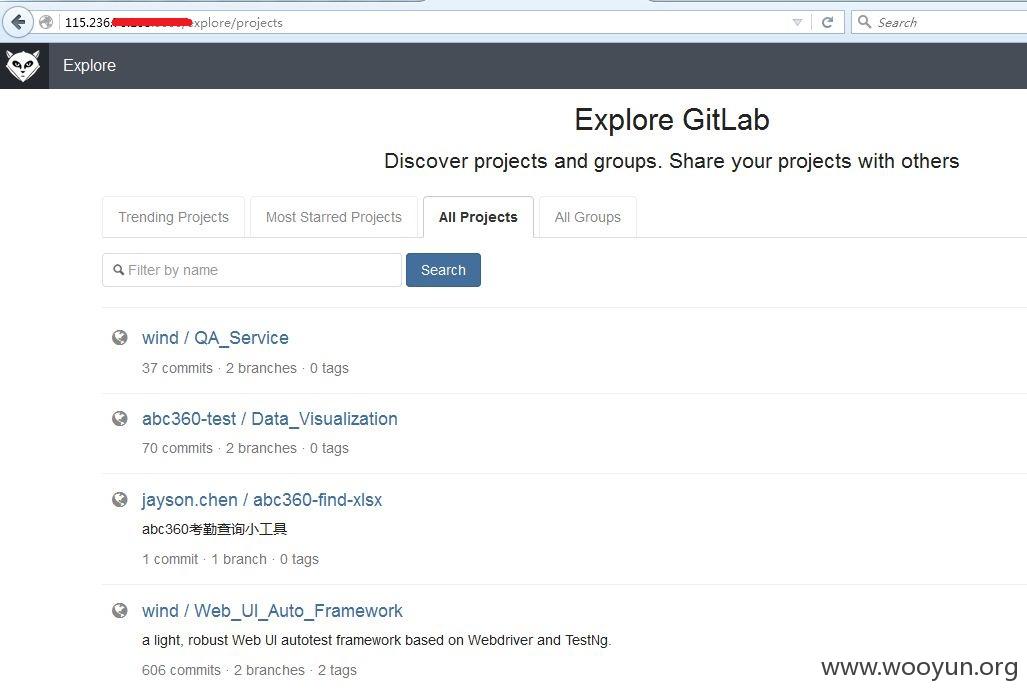 115.236.
explore/projects
Search
Explore
Explore GitLab
Discover projects and groups. Share your projects with others
Trending Projects
Most Starred Projects
All Projects
All Groups
Filter by name
Search
wind / QA_Service
37 commits · 2 branches · 0 tags
abc360-test / Data_Visualization
70 commits · 2 branches · 0 tags
jayson.chen / abc360-find-xlsx
abc360考勤查询小工具
1 commit · 1 branch · 0 tags
wind / Web_UI_Auto_Framework
a light, robust Web UI autotest framework based on Webdriver and TestNg.
606 commits · 2 branches · 2 tags
www.wooyun.org